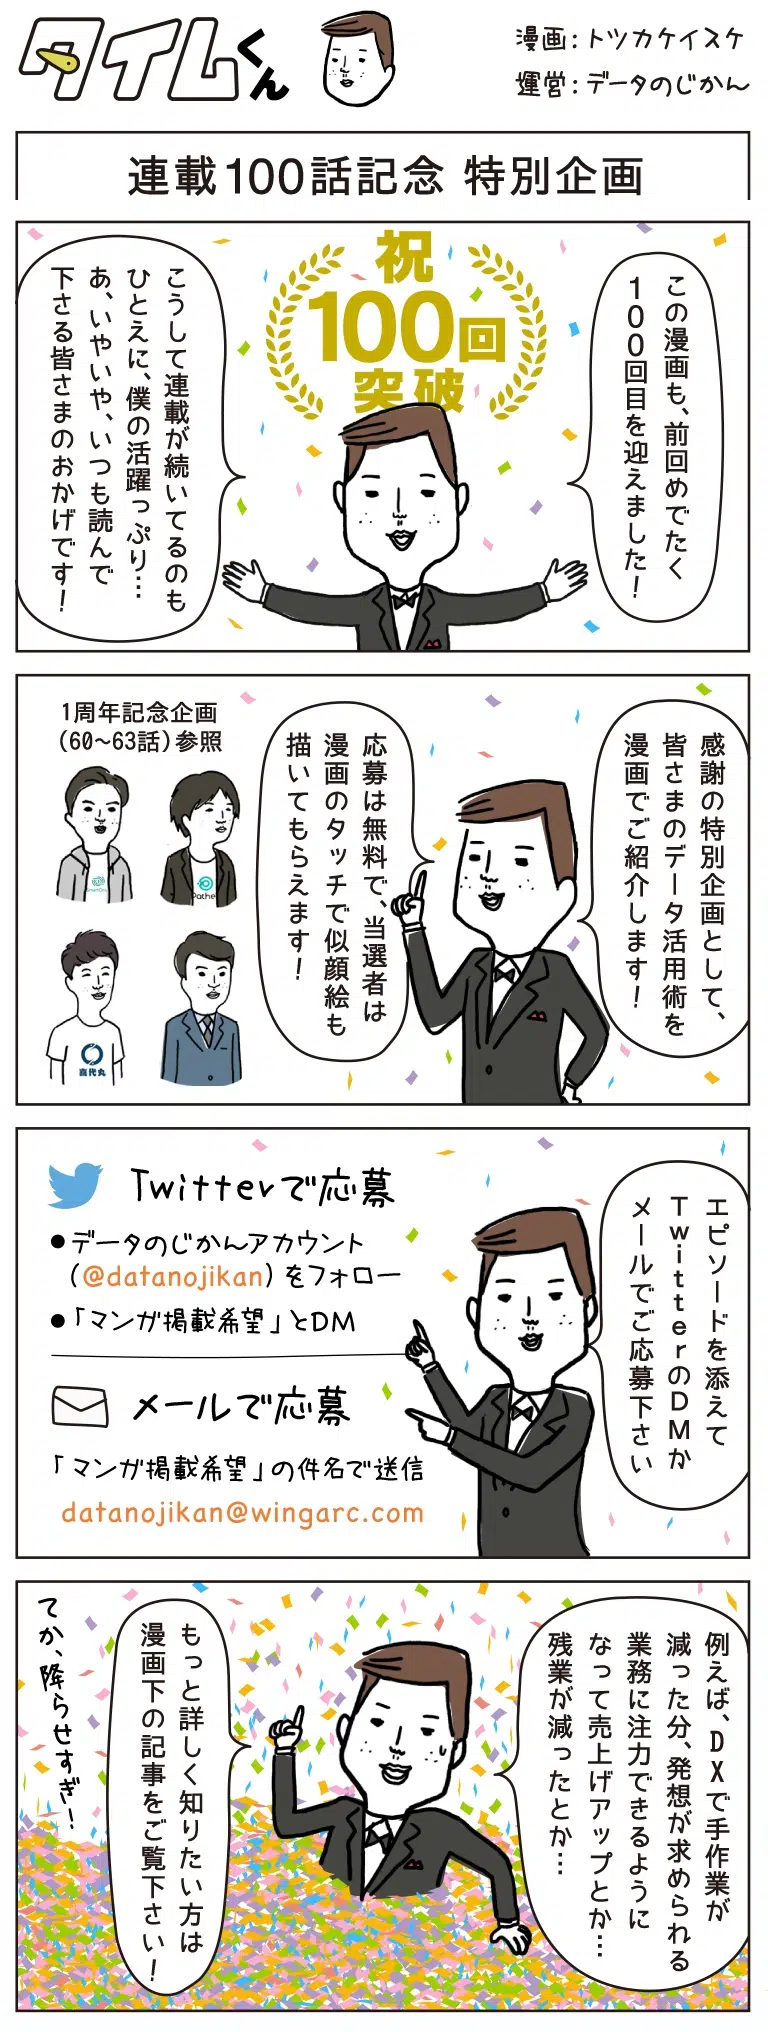 タイムくん
漫画：トツカケイスケ
運営：データのじかん
連載100話記念 特別企画
祝
100回
突破
この漫画も、前回めでたく
100回目を迎えました！
こうして連載が続いてるのも
ひとえに、僕の活躍っぷり…
あ、いやいや、いつも読んで
下さる皆さまのおかげです！
感謝の特別企画として、
皆さまのデータ活用術を
漫画でご紹介します！
応募は無料で、当選者は
漫画のタッチで似顔絵も
描いてもらえます！
1周年記念企画
（60〜63話）参照
Pathee
喜代丸
エピソードを添えて
TwitterのDMか
メールでご応募下さい
Twitterで応募
●データのじかんアカウント
（@datanojikan）をフォロー
●「マンガ掲載希望」とDM
メールで応募
「マンガ掲載希望」の件名で送信
datanojikan@wingarc.com
例えば、DXで手作業が
減った分、発想が求められる
業務に注力できるように
なって売上げアップとか…
残業が減ったとか…
もっと詳しく知りたい方は
漫画下の記事をご覧下さい！
てか、降らせすぎ！